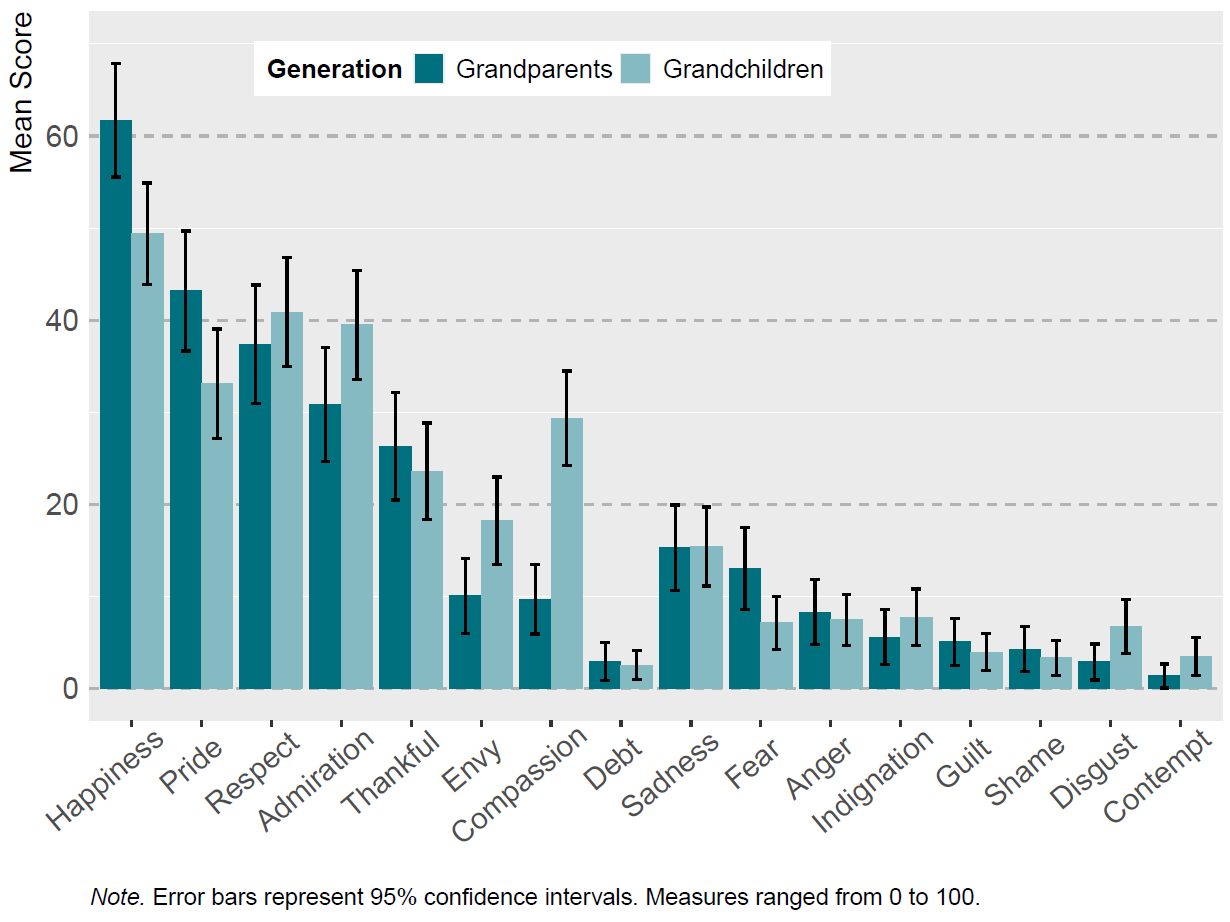 Mean Score
Generation Grandparents Grandchildren
60
40
20
0
Happiness
Pride
Respect
Admiration
Thankful
Envy
Compassion
Debt
Sadness
Fear
Anger
Indignation
Guilt
Shame
Disgust
Contempt
Note. Error bars represent 95% confidence intervals. Measures ranged from 0 to 100.